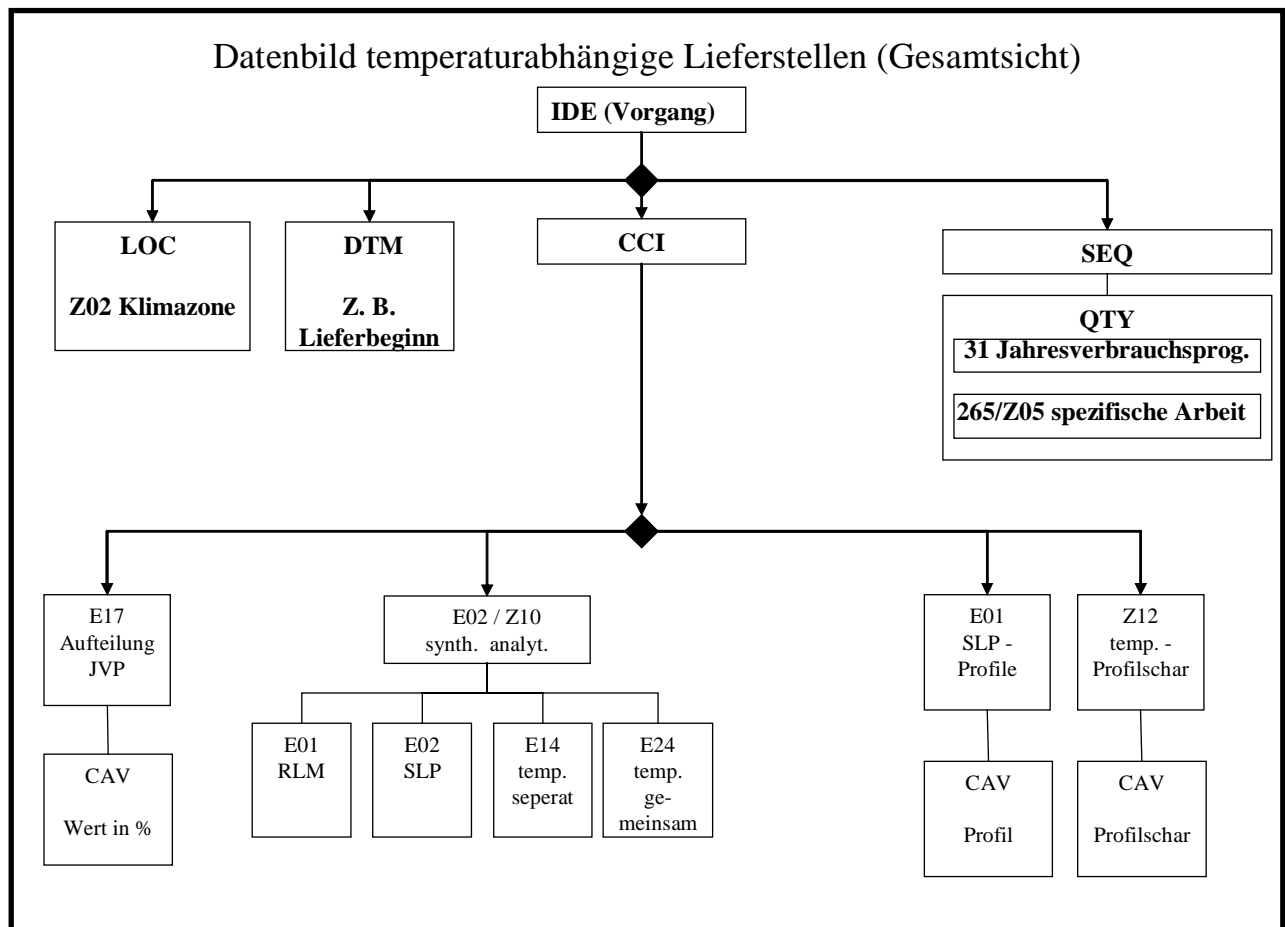 Datenbild temperaturabhängige Lieferstellen (Gesamtsicht)
IDE (Vorgang)
LOC
Z02 Klimazone
DTM
Z. B.
Lieferbeginn
CCI
SEQ
QTY
31 Jahresverbrauchsprog.
265/Z05 spezifische Arbeit
E17
Aufteilung
JVP
CAV
Wert in %
E02 / Z10
synth. analyt.
E01
RLM
E02
SLP
E14
temp.
seperat
E24
temp.
ge-
meinsam
E01
SLP -
Profile
CAV
Profil
Z12
temp. -
Profilschar
CAV
Profilschar